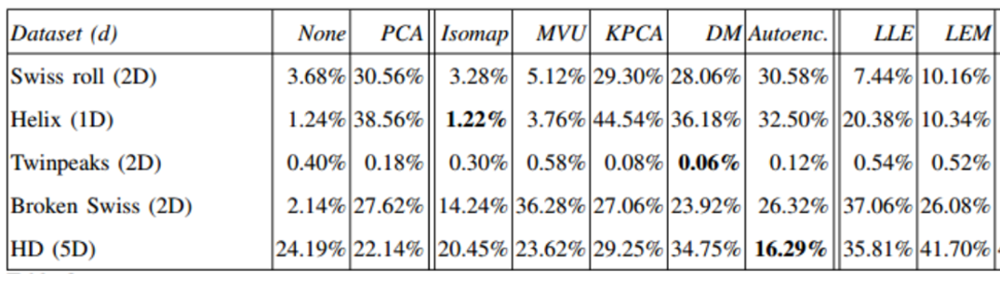 Dataset (d) None PCA Isomap MVU KPCA DM Autoenc. LLE LEM
Swiss roll (2D) 3.68% 30.56% 3.28% 5.12% 29.30% 28.06% 30.58% 7.44% 10.16%
Helix (1D) 1.24% 38.56% 1.22% 3.76% 44.54% 36.18% 32.50% 20.38% 10.34%
Twinpeaks (2D) 0.40% 0.18% 0.30% 0.58% 0.08% 0.06% 0.12% 0.54% 0.52%
Broken Swiss (2D) 2.14% 27.62% 14.24% 36.28% 27.06% 23.92% 26.32% 37.06% 26.08%
HD (5D) 24.19% 22.14% 20.45% 23.62% 29.25% 34.75% 16.29% 35.81% 41.70%